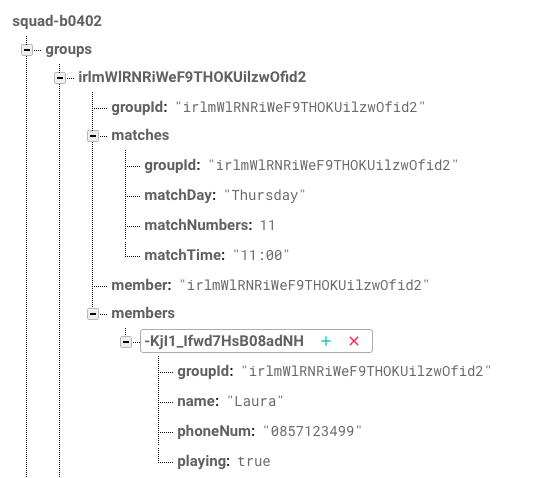 squad-b0402
groups
irlmWlRNRiWeF9THOKUilzwOfid2
groupId: "irlmWlRNRiWeF9THOKUilzwOfid2"
matches
groupId: "irlmWlRNRiWeF9THOKUilzwOfid2"
matchDay: "Thursday"
matchNumbers: 11
matchTime: "11:00"
member: "irlmWlRNRiWeF9THOKUilzwOfid2"
members
-KjI1_Ifwd7HsB08adNH + ×
groupId: "irlmWlRNRiWeF9THOKUilzwOfid2"
name: "Laura"
phoneNum: "0857123499"
playing: true